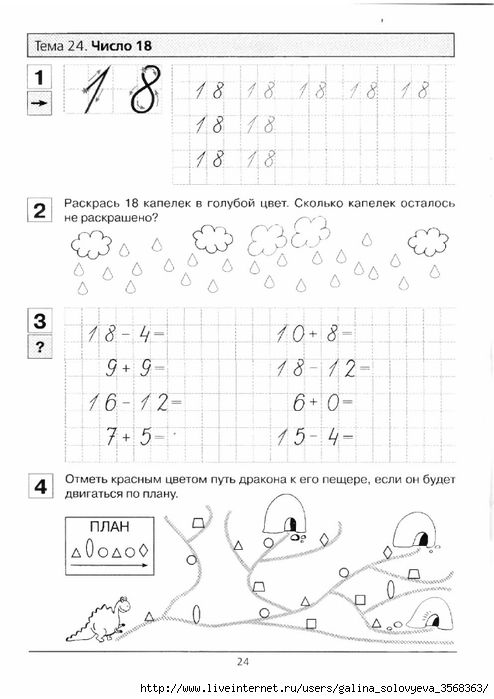 Тема 24. Число 18
1
18
18 18 18 18 18
18 18
18 18
2
Раскрась 18 капелек в голубой цвет. Сколько капелек осталось
не раскрашено?
3
?
18 - 4 =
10 + 8 =
9 + 9 =
18 - 12 =
16 - 12 =
6 + 0 =
7 + 5 =
15 - 4 =
4
Отметь красным цветом путь дракона к его пещере, если он будет
двигаться по плану.
ПЛАН
24
http://www.liveinternet.ru/users/galina_solovyeva_3568363/